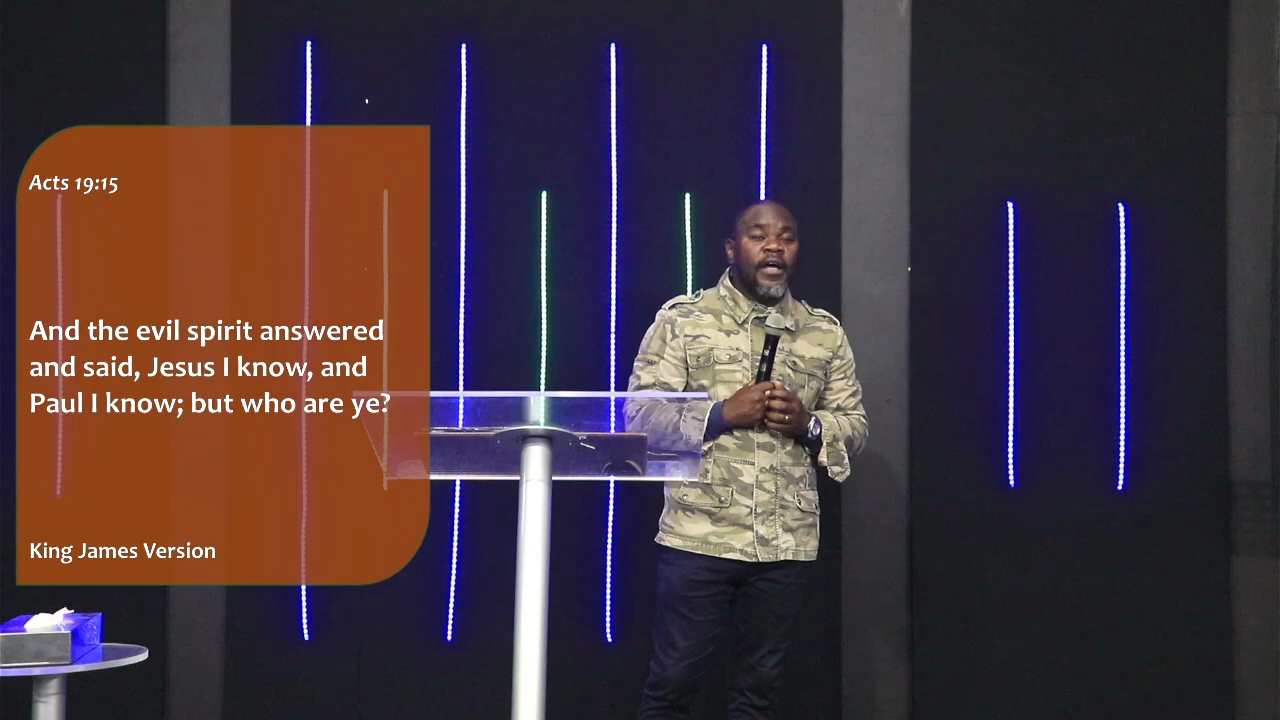 Acts 19:15
And the evil spirit answered
and said, Jesus I know, and
Paul I know; but who are ye?
King James Version